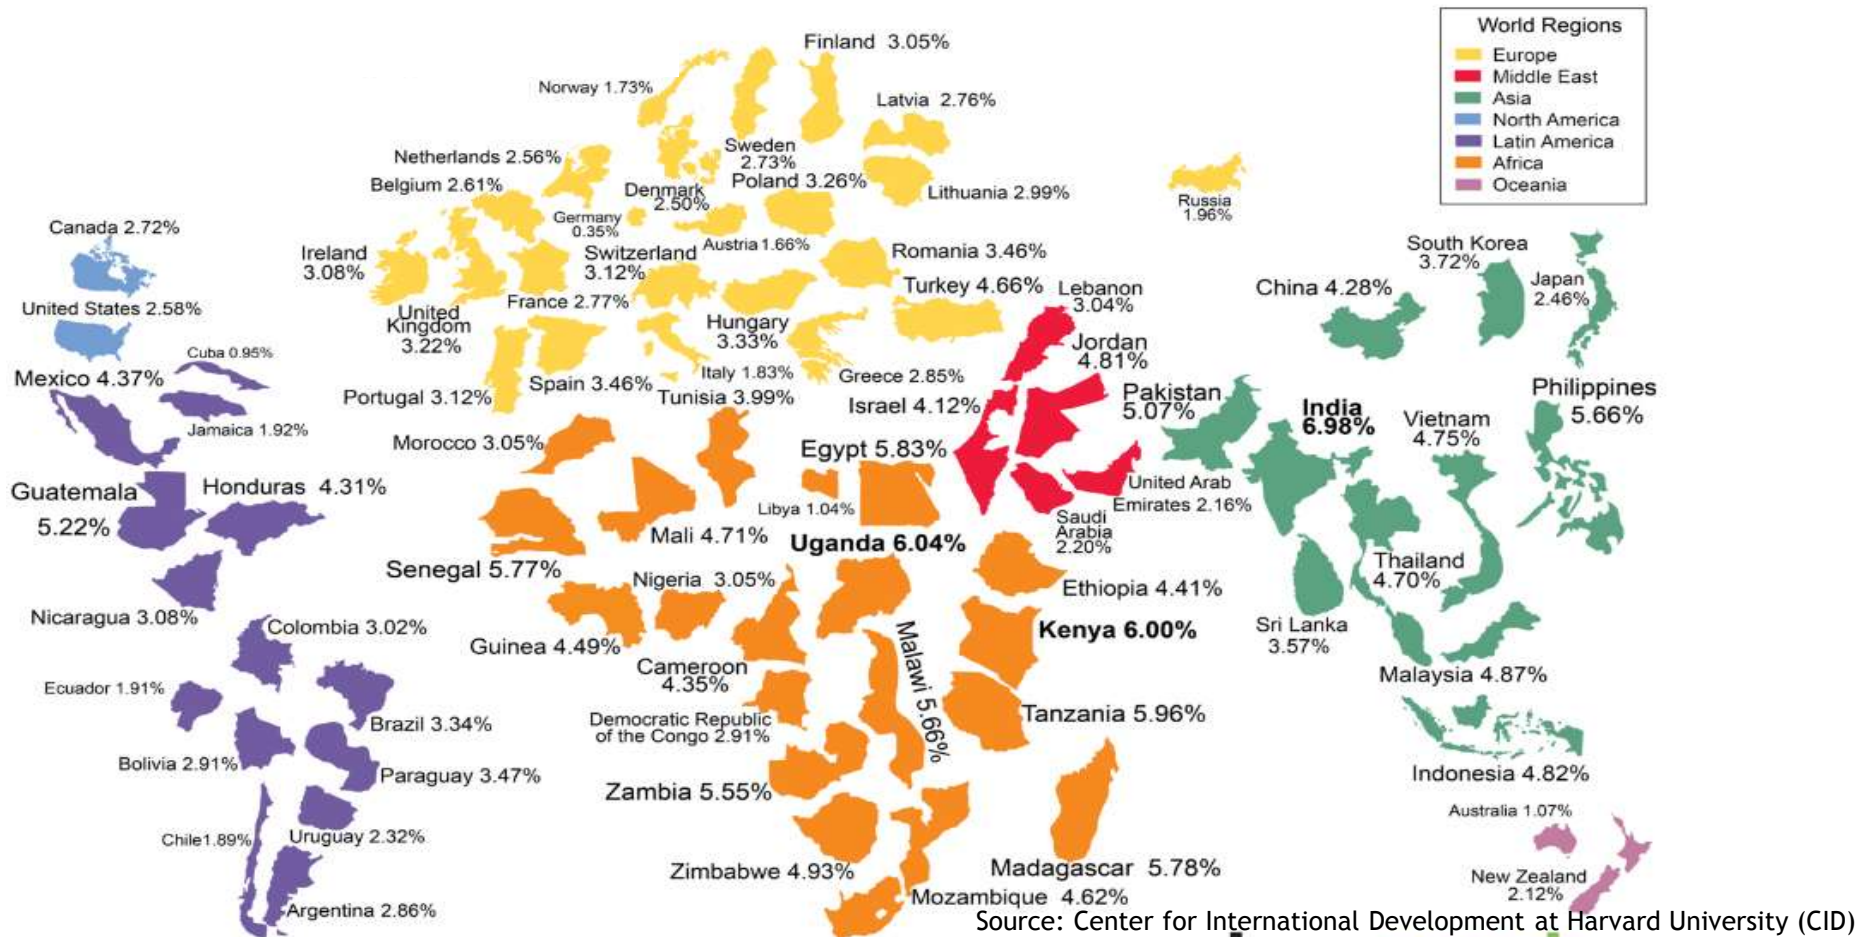 World Regions
Europe
Middle East
Asia
North America
Latin America
Africa
Oceania
Finland 3.05%
Norway 1.73%
Latvia 2.76%
Sweden
2.73%
Netherlands 2.56%
Belgium 2.61%
Denmark
2.50%
Poland 3.26%
Lithuania 2.99%
Russia
1.96%
Germany
0.35%
Canada 2.72%
Ireland
3.08%
Switzerland
3.12%
Austria 1.66%
Romania 3.46%
South Korea
3.72%
Japan
2.46%
China 4.28%
Turkey 4.66%
Lebanon
3.04%
United States 2.58%
France 2.77%
United
Kingdom
3.22%
Hungary
3.33%
Jordan
4.81%
Cuba 0.95%
Mexico 4.37%
Italy 1.83%
Greece 2.85%
Spain 3.46%
Portugal 3.12%
Tunisia 3.99%
Israel 4.12%
Pakistan
5.07%
India
6.98%
Vietnam
4.75%
Philippines
5.66%
Jamaica 1.92%
Morocco 3.05%
Egypt 5.83%
Guatemala
5.22%
Honduras 4.31%
Libya 1.04%
United Arab
Emirates 2.16%
Saudi
Arabia
2.20%
Mali 4.71%
Uganda 6.04%
Senegal 5.77%
Nigeria 3.05%
Ethiopia 4.41%
Thailand
4.70%
Nicaragua 3.08%
Colombia 3.02%
Guinea 4.49%
Malawi 5.66%
Kenya 6.00%
Sri Lanka
3.57%
Cameroon
4.35%
Malaysia 4.87%
Ecuador 1.91%
Brazil 3.34%
Democratic Republic
of the Congo 2.91%
Tanzania 5.96%
Bolivia 2.91%
Paraguay 3.47%
Zambia 5.55%
Indonesia 4.82%
Australia 1.07%
Chile1.89%
Uruguay 2.32%
Zimbabwe 4.93%
Madagascar 5.78%
New Zealand
2.12%
Mozambique 4.62%
Argentina 2.86%
Source: Center for International Development at Harvard University (CID)